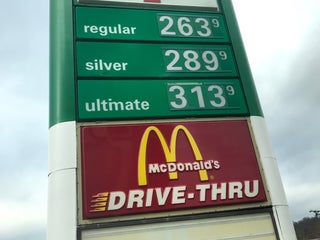 regular 263 9
silver 289 9
ultimate 313 9
McDonald's
DRIVE-THRU